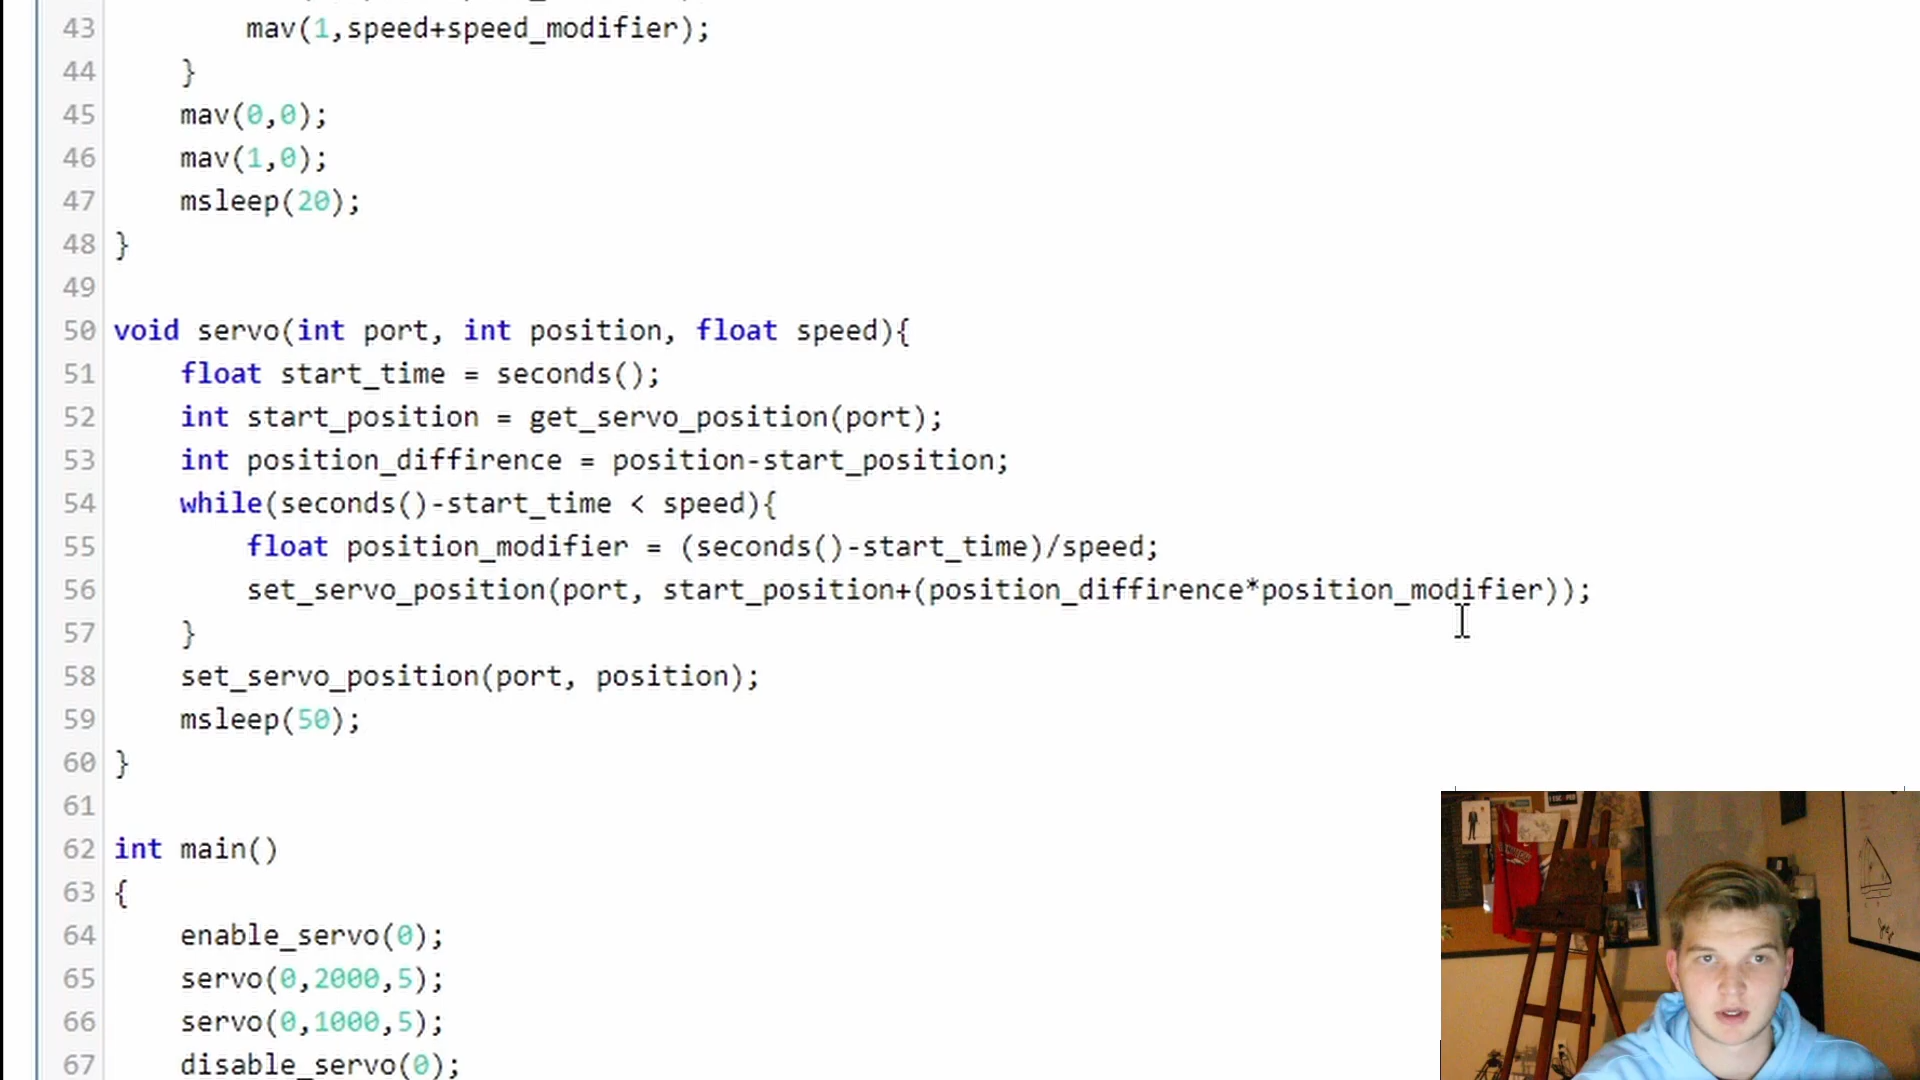 43 mav(1,speed+speed_modifier);
44 }
45 mav(0,0);
46 mav(1,0);
47 msleep(20);
48 }
49
50 void servo(int port, int position, float speed){
51 float start_time = seconds();
52 int start_position = get_servo_position(port);
53 int position_diffirence = position-start_position;
54 while(seconds()-start_time < speed){
55 float position_modifier = (seconds()-start_time)/speed;
56 set_servo_position(port, start_position+(position_diffirence*position_modifier));
57 }
58 set_servo_position(port, position);
59 msleep(50);
60 }
61
62 int main()
63 {
64 enable_servo(0);
65 servo(0,2000,5);
66 servo(0,1000,5);
67 disable_servo(0);